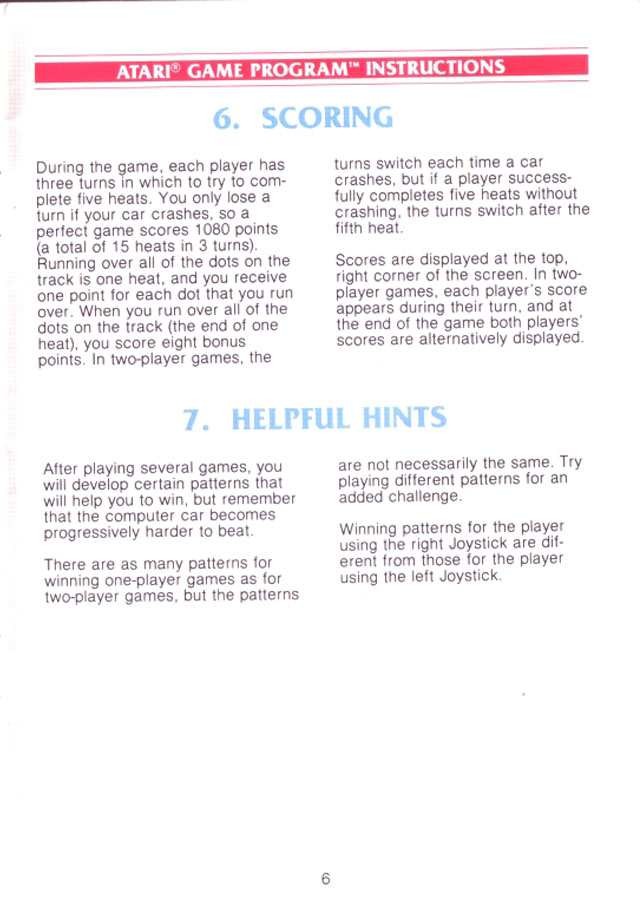 ATARI® GAME PROGRAM™ INSTRUCTIONS
6. SCORING
During the game, each player has
three turns in which to try to com-
plete five heats. You only lose a
turn if your car crashes, so a
perfect game scores 1080 points
(a total of 15 heats in 3 turns).
Running over all of the dots on the
track is one heat, and you receive
one point for each dot that you run
over. When you run over all of the
dots on the track (the end of one
heat), you score eight bonus
points. In two-player games, the
turns switch each time a car
crashes, but if a player success-
fully completes five heats without
crashing, the turns switch after the
fifth heat.
Scores are displayed at the top,
right corner of the screen. In two-
player games, each player's score
appears during their turn, and at
the end of the game both players'
scores are alternatively displayed.
7. HELPFUL HINTS
After playing several games, you
will develop certain patterns that
will help you to win, but remember
that the computer car becomes
progressively harder to beat.
There are as many patterns for
winning one-player games as for
two-player games, but the patterns
are not necessarily the same. Try
playing different patterns for an
added challenge.
Winning patterns for the player
using the right Joystick are dif-
erent from those for the player
using the left Joystick.
6